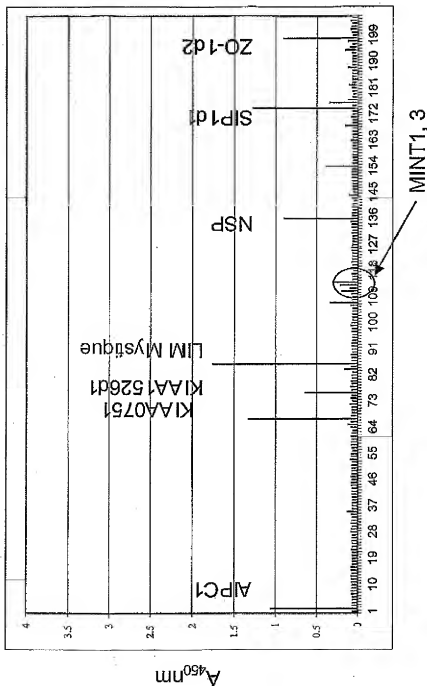 A450nm
4
3.5
3
2.5
2
1.5
1
0.5
0
AIPC1
KIAA0751
KIAA1526d1
LIM Mystique
NSP
SIP1d1
ZO-1d2
1 10 19 28 37 46 55 64 73 82 91 100 109 118 127 136 145 154 163 172 181 190 199
MINT1, 3